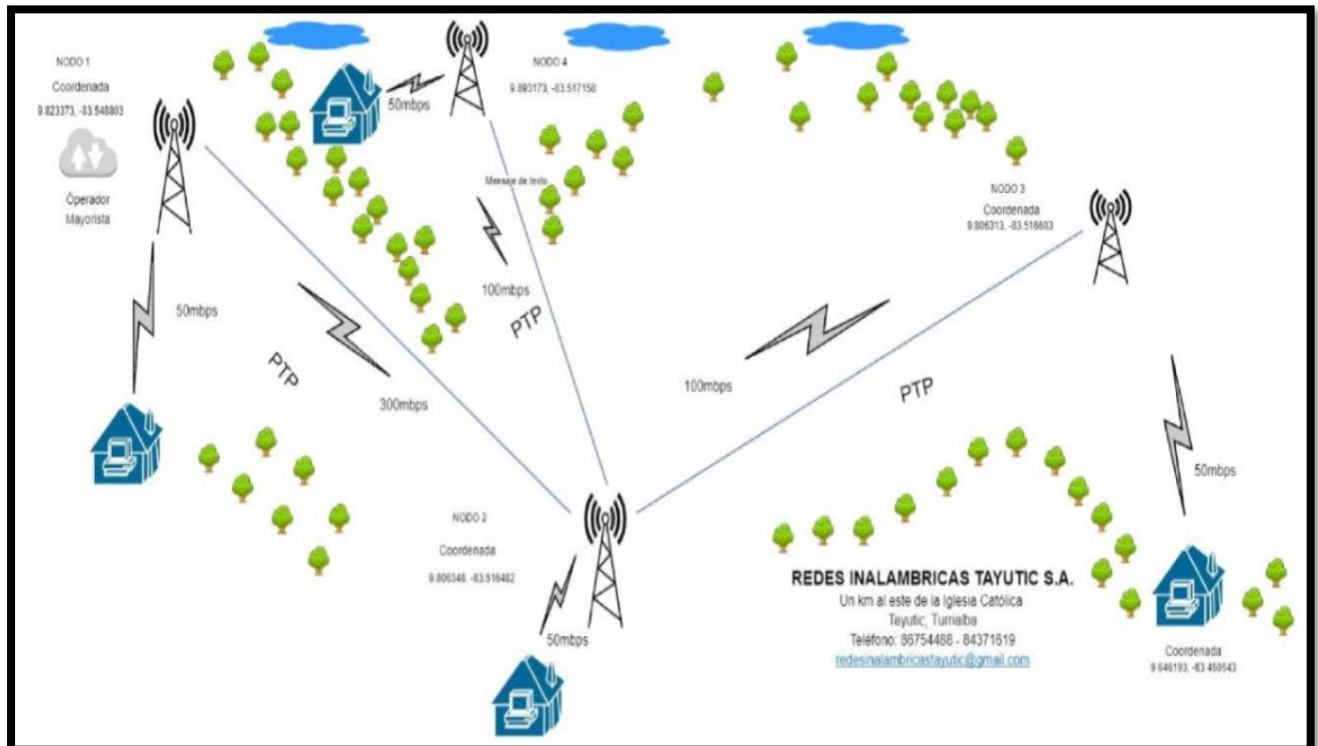 NODO 1
Coordenada
9.823373, -83.548803
Operador
Mayorista
50mbps
NODO 4
9.893173, -83.517158
50mbps
Mensaje de texto
100mbps
PTP
NODO 3
Coordenada
9.806313, -83.516603
PTP
300mbps
100mbps
PTP
50mbps
NODO 2
Coordenada
9.806348, -83.516482
50mbps
REDES INALAMBRICAS TAYUTIC S.A.
Un km al este de la Iglesia Católica
Tayutic, Turrialba
Teléfono: 86754488 - 84371619
redesinalambricastayutic@gmail.com
Coordenada
9.646193, -83.450543